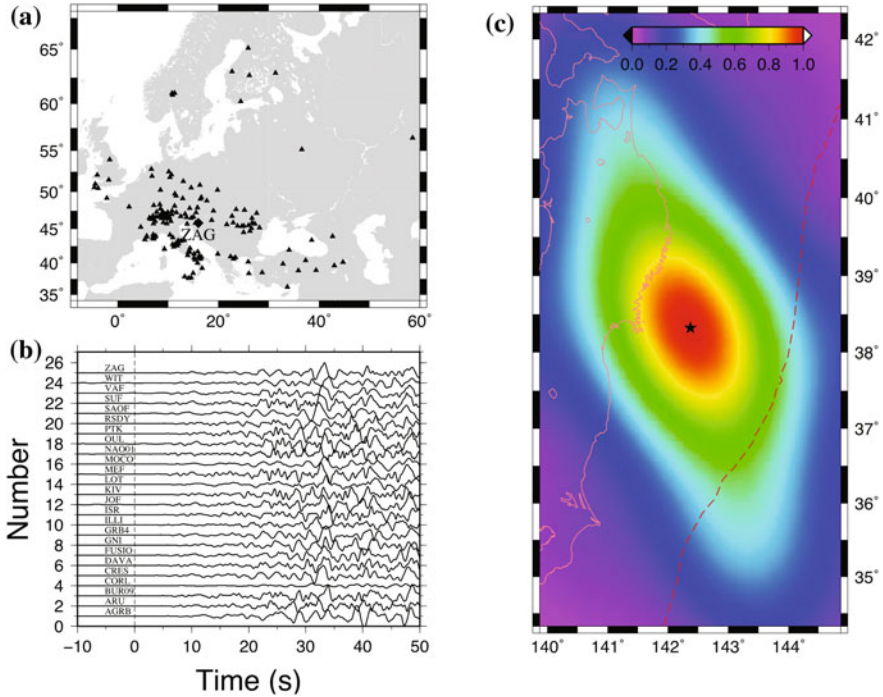 (a)
65°
60°
55°
50°
45°
40°
35°
ZAG
0° 20° 40° 60°
(b)
Number
26
24
22
20
18
16
14
12
10
8
6
4
2
0
ZAG
WIT
VAF
SUF
SAOF
RSDY
PTK
OUL
NAO01
MOCO
MEF
LOT
KIV
JOF
ISR
ILLI
GRB4
GNI
FUSIO
DAVA
CRES
CORL
BUR09
ARU
AGRB
−10 0 10 20 30 40 50
Time (s)
(c)
0.0 0.2 0.4 0.6 0.8 1.0
42°
41°
40°
39°
38°
37°
36°
35°
140° 141° 142° 143° 144°